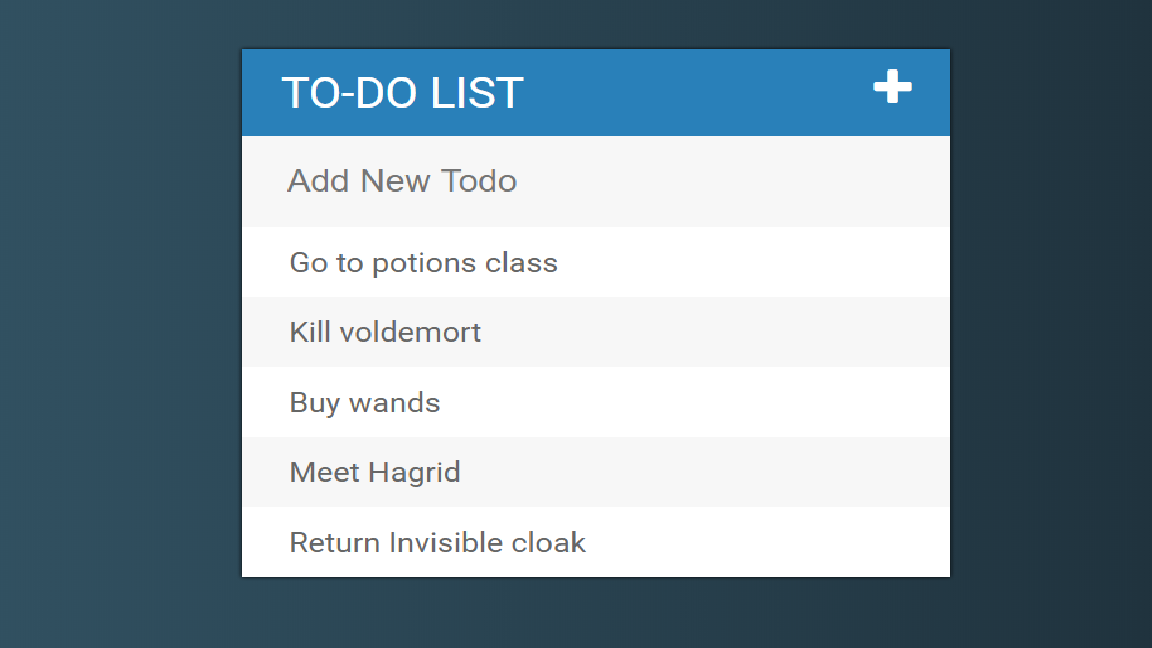 TO-DO LIST
Add New Todo
Go to potions class
Kill voldemort
Buy wands
Meet Hagrid
Return Invisible cloak